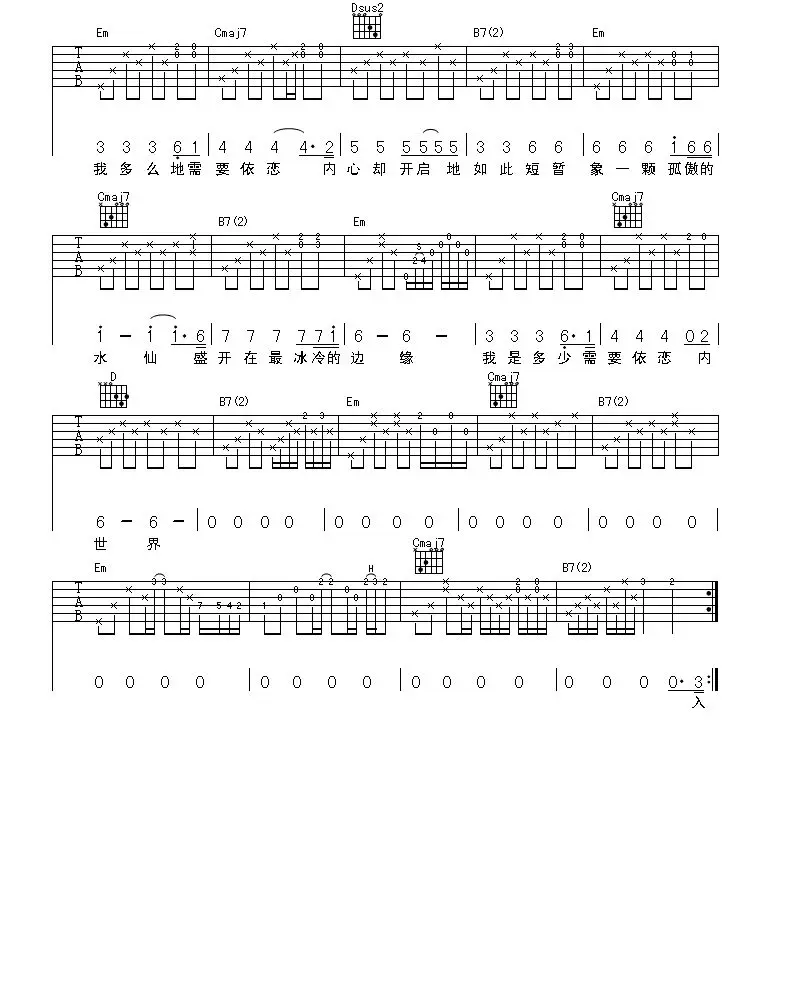 Dsus2
Em Cmaj7 B7(2) Em
T A B
3 3 3 6 1 | 4 4 4 4· 2 | 5 5 5 5 5 5 | 3 3 6 6 | 6 6 6 1 6 6
我 多 么 地 需 要 依 恋 内 心 却 开 启 地 如 此 短 暂 象 一 颗 孤 傲 的
Cmaj7 B7(2) Em Cmaj7
T A B
1 − 1 1· 6 | 7 7 7 7 7 1 | 6 − 6 − | 3 3 3 6· 1 | 4 4 4 0 2
水 仙 盛 开 在 最 冰 冷 的 边 缘 我 是 多 少 需 要 依 恋 内
D B7(2) Em Cmaj7 B7(2)
T A B
6 − 6 − | 0 0 0 0 | 0 0 0 0 | 0 0 0 0 | 0 0 0 0
世 界
Em Cmaj7 B7(2)
T A B
0 0 0 0 | 0 0 0 0 | 0 0 0 0 | 0 0 0 0· 3
入